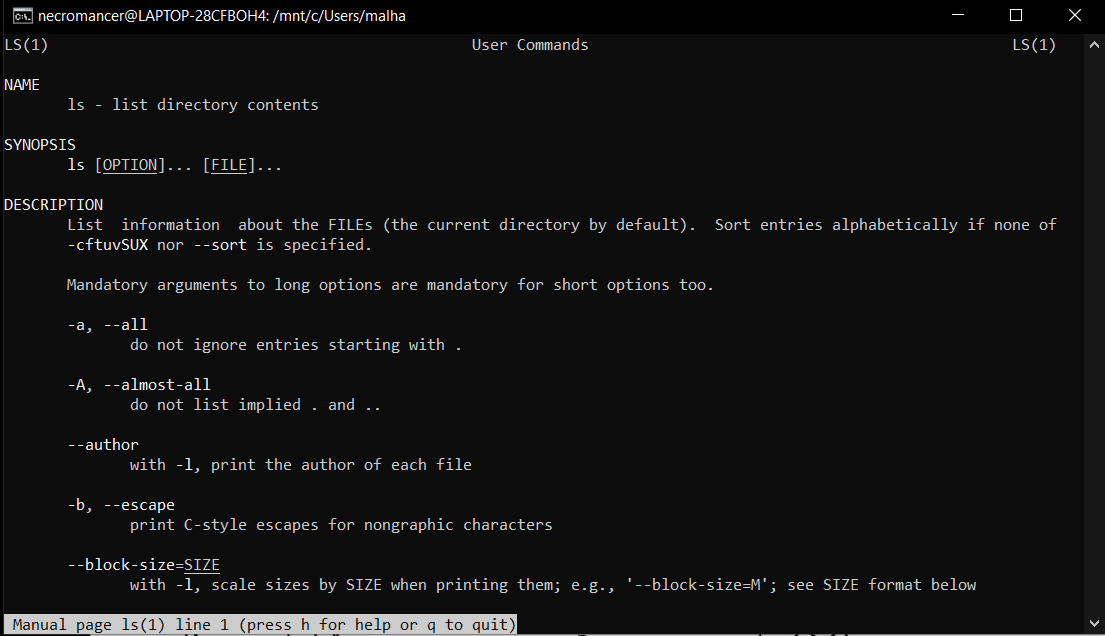 necromancer@LAPTOP-28CFBOH4: /mnt/c/Users/malha
LS(1) User Commands LS(1)
NAME
ls - list directory contents
SYNOPSIS
ls [OPTION]... [FILE]...
DESCRIPTION
List information about the FILEs (the current directory by default). Sort entries alphabetically if none of
-cftuvSUX nor --sort is specified.
Mandatory arguments to long options are mandatory for short options too.
-a, --all
do not ignore entries starting with .
-A, --almost-all
do not list implied . and ..
--author
with -l, print the author of each file
-b, --escape
print C-style escapes for nongraphic characters
--block-size=SIZE
with -l, scale sizes by SIZE when printing them; e.g., '--block-size=M'; see SIZE format below
Manual page ls(1) line 1 (press h for help or q to quit)